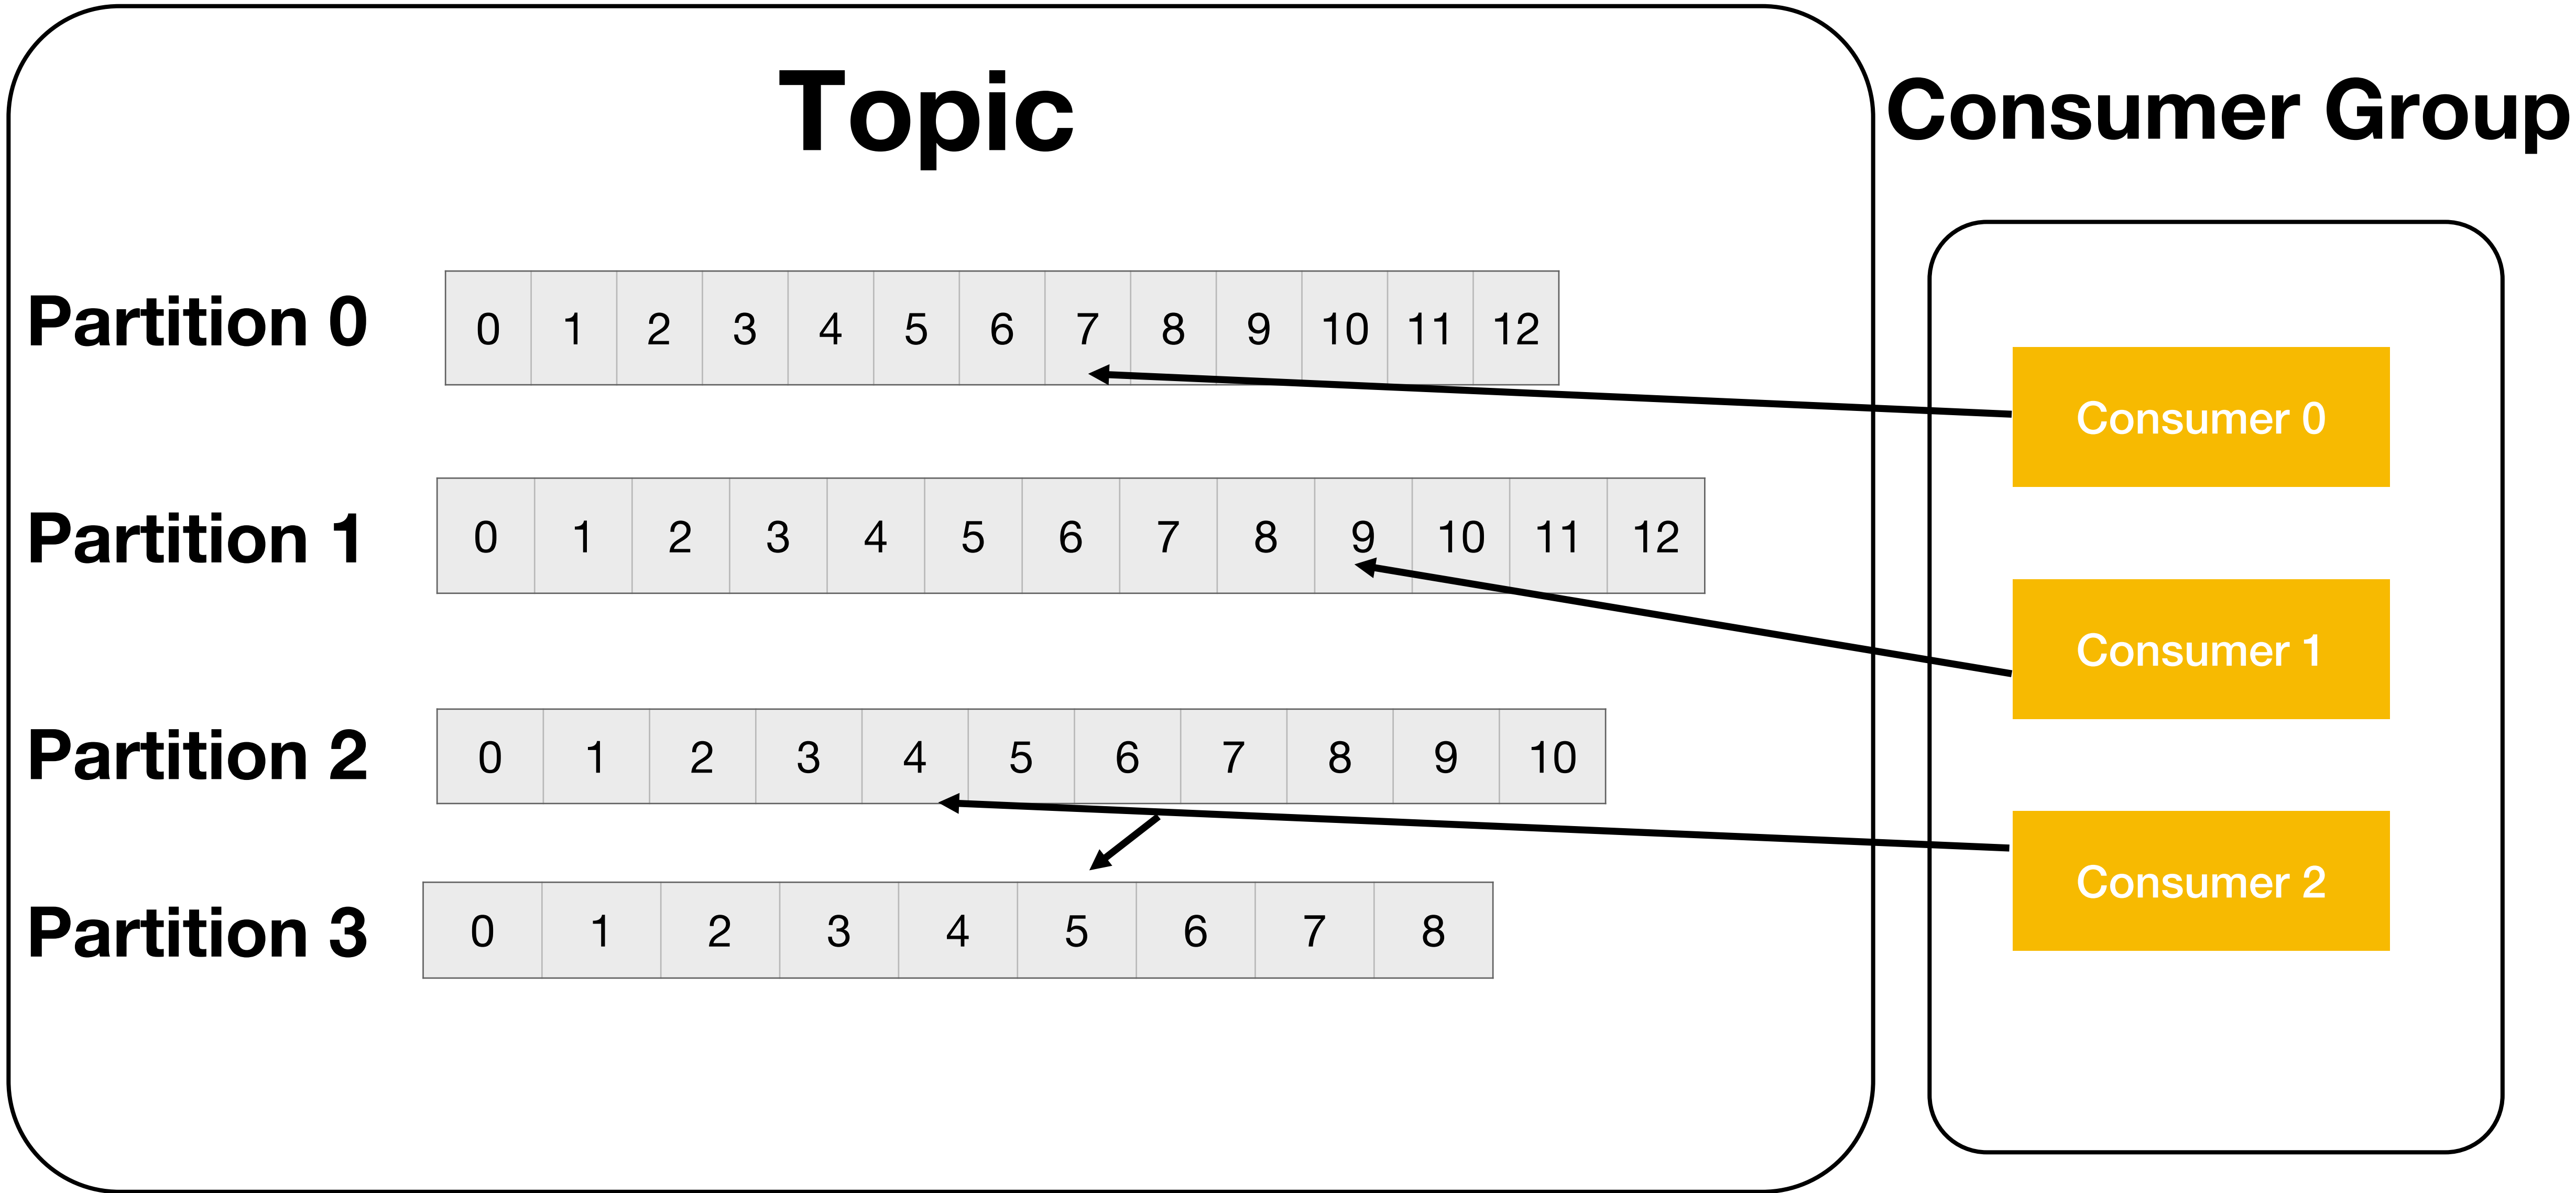 Topic
Consumer Group
Partition 0
0 1 2 3 4 5 6 7 8 9 10 11 12
Consumer 0
Partition 1
0 1 2 3 4 5 6 7 8 9 10 11 12
Consumer 1
Partition 2
0 1 2 3 4 5 6 7 8 9 10
Consumer 2
Partition 3
0 1 2 3 4 5 6 7 8